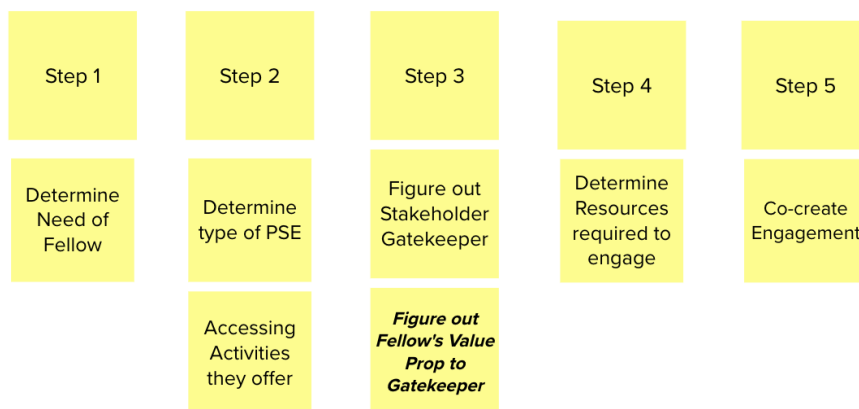 Step 1
Step 2
Step 3
Step 4
Step 5
Determine
Need of
Fellow
Determine
type of PSE
Figure out
Stakeholder
Gatekeeper
Determine
Resources
required to
engage
Co-create
Engagement
Accessing
Activities
they offer
Figure out
Fellow's Value
Prop to
Gatekeeper